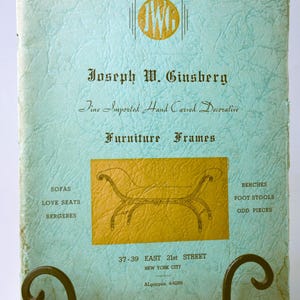 JWG
Joseph W. Ginsberg
Fine Imported Hand Carved Decorative
Furniture Frames
SOFAS
LOVE SEATS
BERGERES
BENCHES
FOOT STOOLS
ODD PIECES
37-39 EAST 21st STREET
NEW YORK CITY
ALgonquin